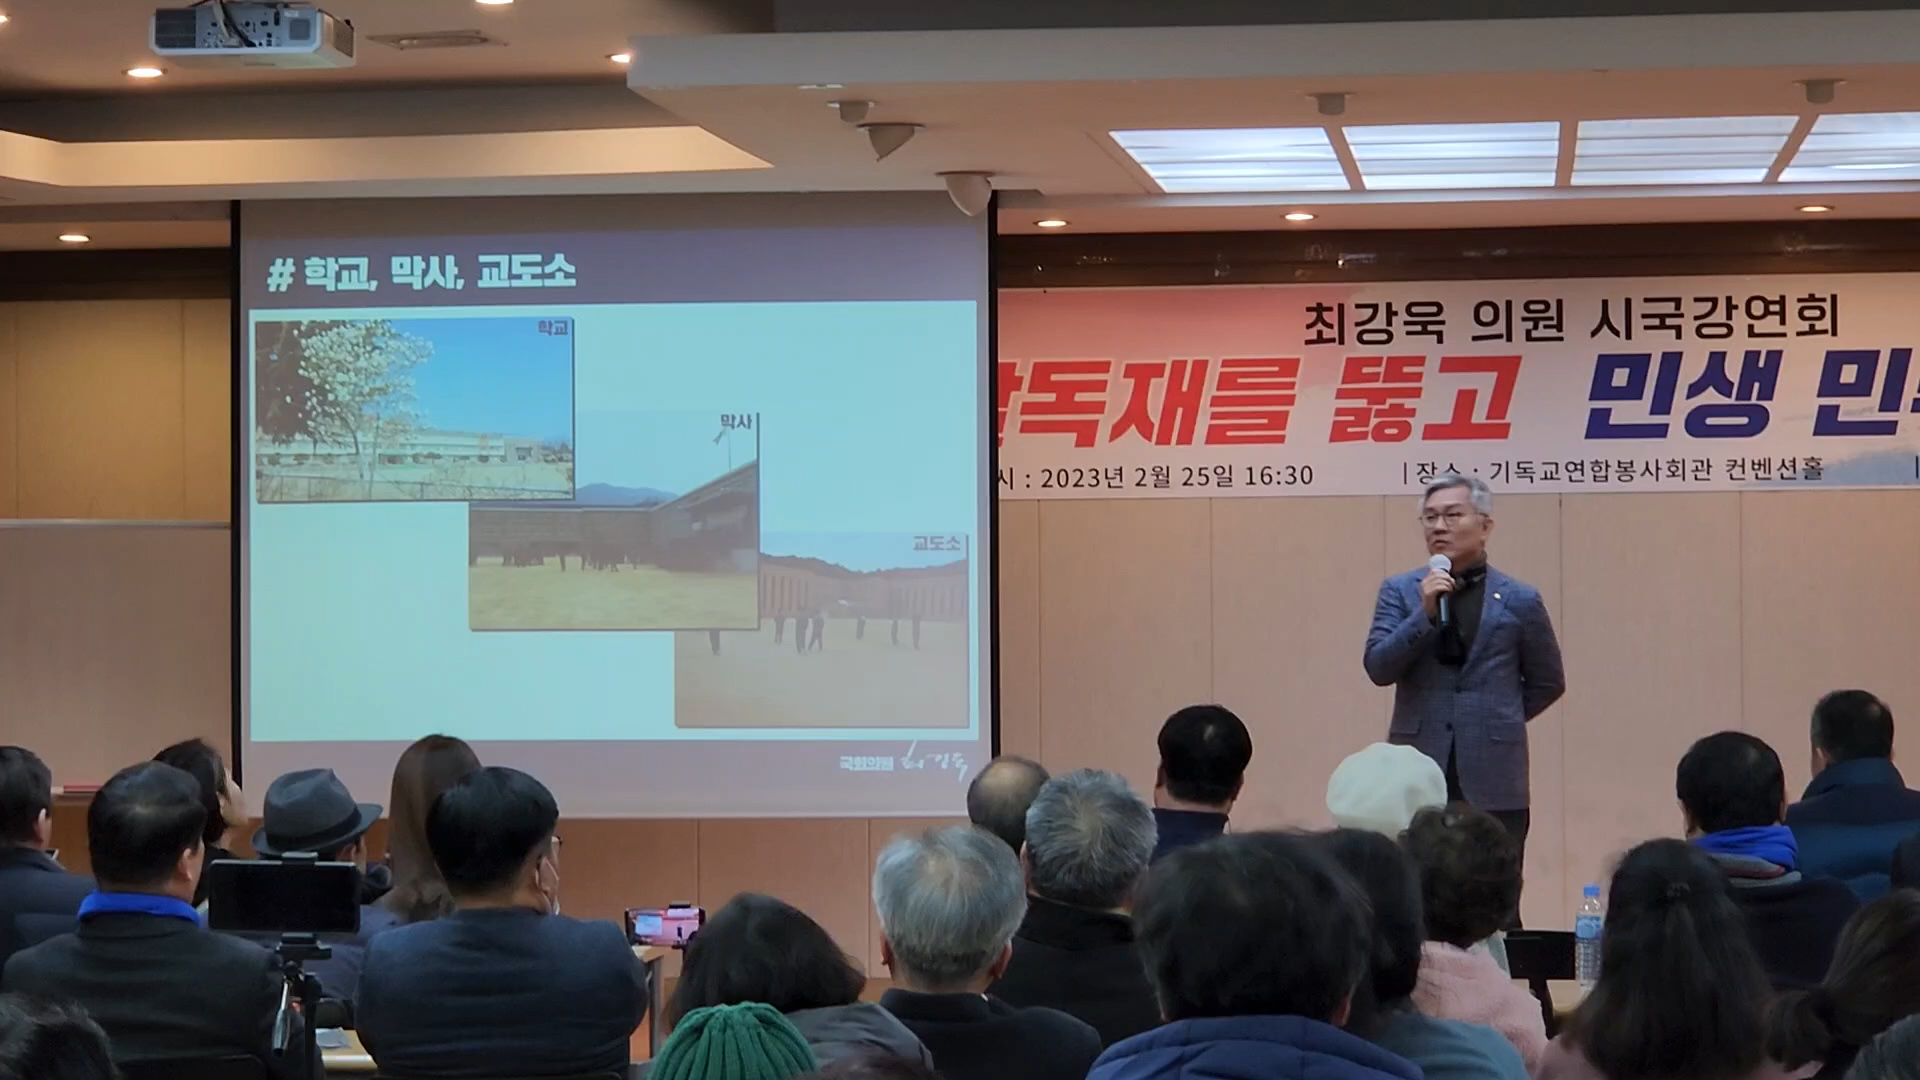 # 학교, 막사, 교도소
학교
막사
교도소
국회의원 최강욱
최강욱 의원 시국강연회
독재를 뚫고 민생 민
: 2023년 2월 25일 16:30
장소 : 기독교연합봉사회관 컨벤션홀